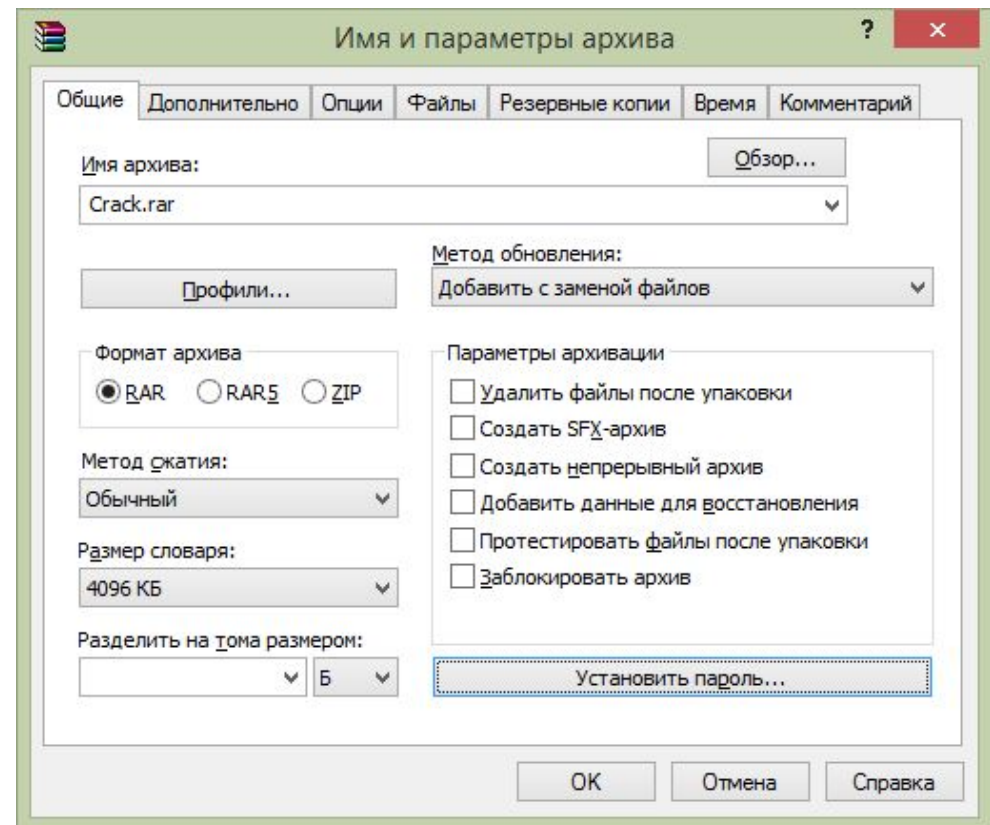 Имя и параметры архива ? ×
Общие Дополнительно Опции Файлы Резервные копии Время Комментарий
Имя архива: Обзор...
Crack.rar
Метод обновления:
Профили... Добавить с заменой файлов
Формат архива
RAR RAR5 ZIP
Метод сжатия:
Обычный
Размер словаря:
4096 КБ
Разделить на тома размером:
Б
Параметры архивации
Удалить файлы после упаковки
Создать SFX-архив
Создать непрерывный архив
Добавить данные для восстановления
Протестировать файлы после упаковки
Заблокировать архив
Установить пароль...
OK Отмена Справка